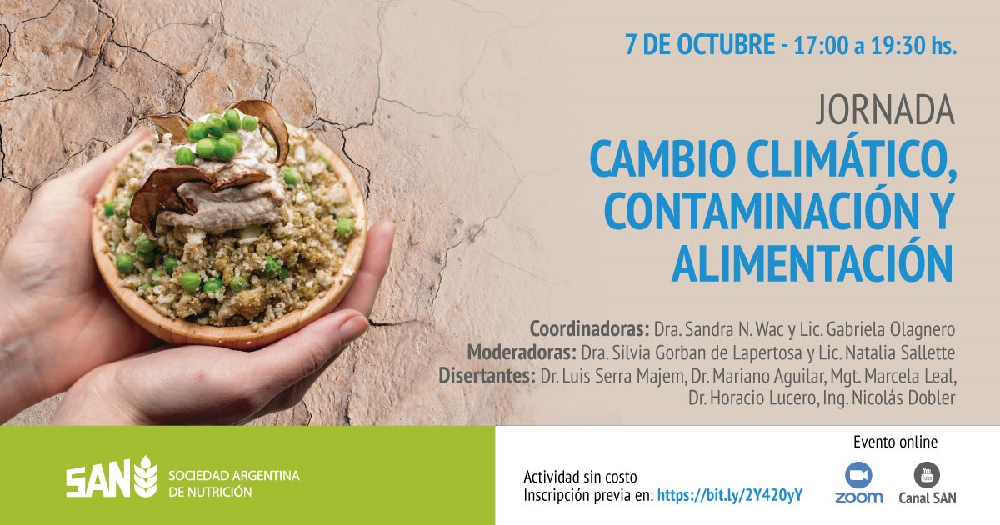 7 DE OCTUBRE - 17:00 a 19:30 hs.
JORNADA
CAMBIO CLIMÁTICO,
CONTAMINACIÓN Y
ALIMENTACIÓN
Coordinadoras: Dra. Sandra N. Wac y Lic. Gabriela Olagnero
Moderadoras: Dra. Silvia Gorban de Lapertosa y Lic. Natalia Sallette
Disertantes: Dr. Luis Serra Majem, Dr. Mariano Aguilar, Mgt. Marcela Leal,
Dr. Horacio Lucero, Ing. Nicolás Dobler
SAN
SOCIEDAD ARGENTINA
DE NUTRICIÓN
Actividad sin costo
Inscripción previa en: https://bit.ly/2Y420yY
Evento online
zoom
You Tube
Canal SAN